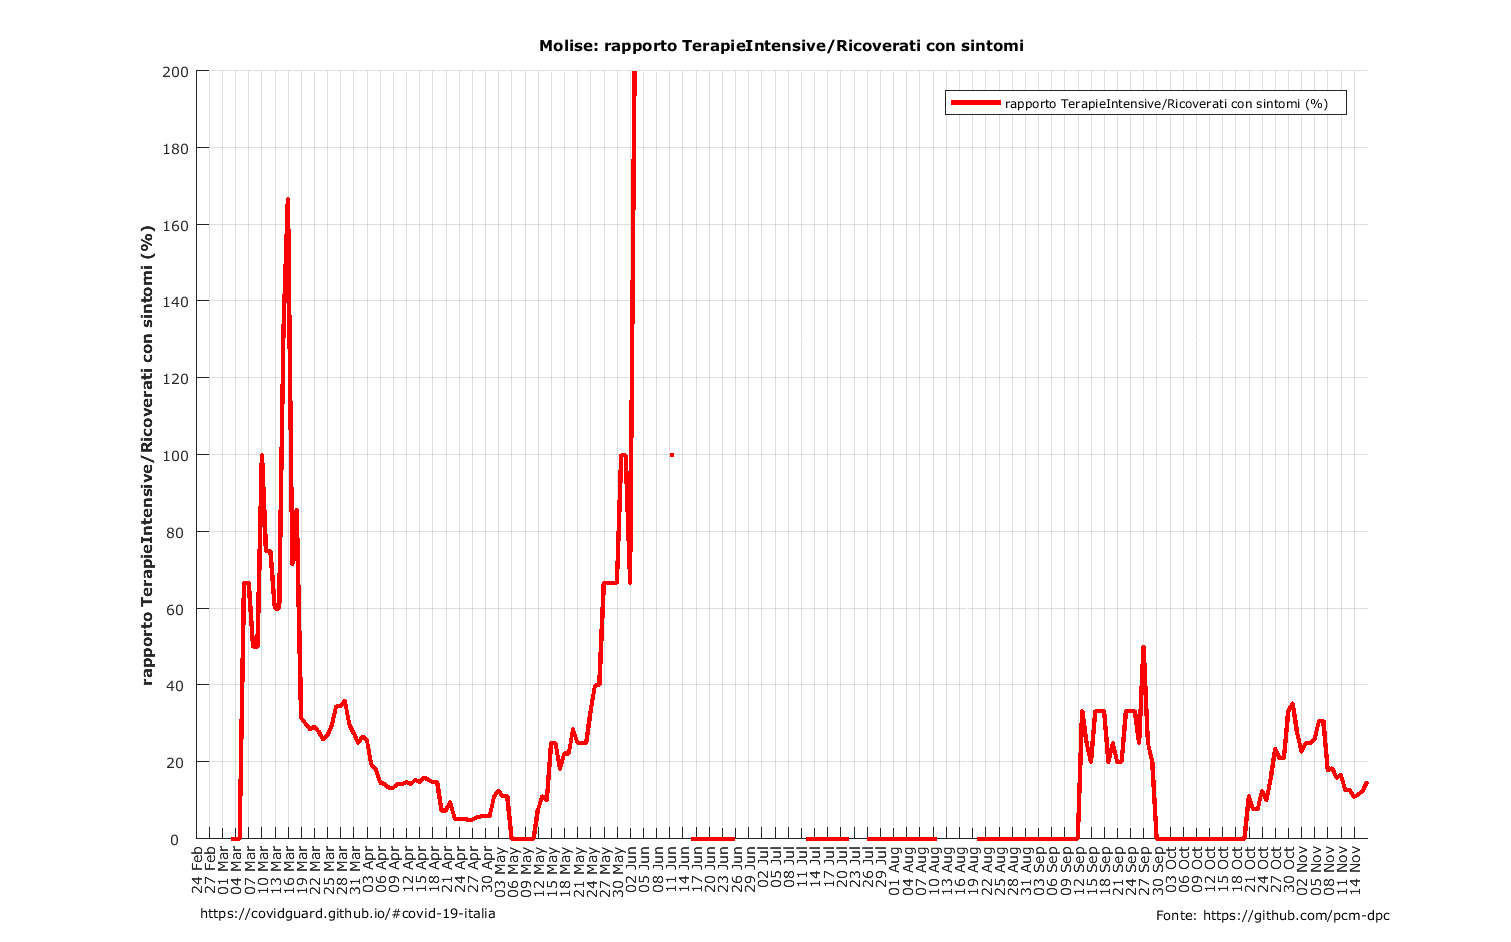 Molise: rapporto TerapieIntensive/Ricoverati con sintomi
rapporto TerapieIntensive/Ricoverati con sintomi (%)
rapporto TerapieIntensive/Ricoverati con sintomi (%)
200
180
160
140
120
100
80
60
40
20
0
24 Feb
27 Feb
01 Mar
04 Mar
07 Mar
10 Mar
13 Mar
16 Mar
19 Mar
22 Mar
25 Mar
28 Mar
31 Mar
03 Apr
06 Apr
09 Apr
12 Apr
15 Apr
18 Apr
21 Apr
24 Apr
27 Apr
30 Apr
03 May
06 May
09 May
12 May
15 May
18 May
21 May
24 May
27 May
30 May
02 Jun
05 Jun
08 Jun
11 Jun
14 Jun
17 Jun
20 Jun
23 Jun
26 Jun
29 Jun
02 Jul
05 Jul
08 Jul
11 Jul
14 Jul
17 Jul
20 Jul
23 Jul
26 Jul
29 Jul
01 Aug
04 Aug
07 Aug
10 Aug
13 Aug
16 Aug
19 Aug
22 Aug
25 Aug
28 Aug
31 Aug
03 Sep
06 Sep
09 Sep
12 Sep
15 Sep
18 Sep
21 Sep
24 Sep
27 Sep
30 Sep
03 Oct
06 Oct
09 Oct
12 Oct
15 Oct
18 Oct
21 Oct
24 Oct
27 Oct
30 Oct
02 Nov
05 Nov
08 Nov
11 Nov
14 Nov
https://covidguard.github.io/#covid-19-italia
Fonte: https://github.com/pcm-dpc